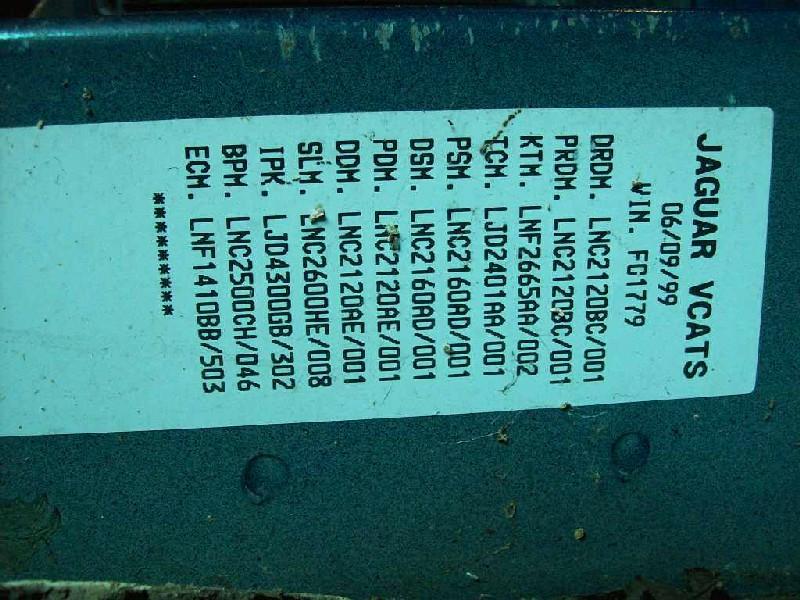 JAGUAR VCATS
06/09/99
VIN. F01779
DRDM. LNC2120BC/001
PRDM. LNC2120BC/001
KTM. LNF2665AA/002
TCM. LJD2401AA/001
PSM. LNC2160AD/001
DSM. LNC2160AD/001
PDM. LNC2120AE/001
DDM. LNC2120AE/001
SLM. LNC2600HE/008
IPK. LJD4300GB/302
BPM. LNC2500CH/046
ECM. LNF1410BB/503
*********